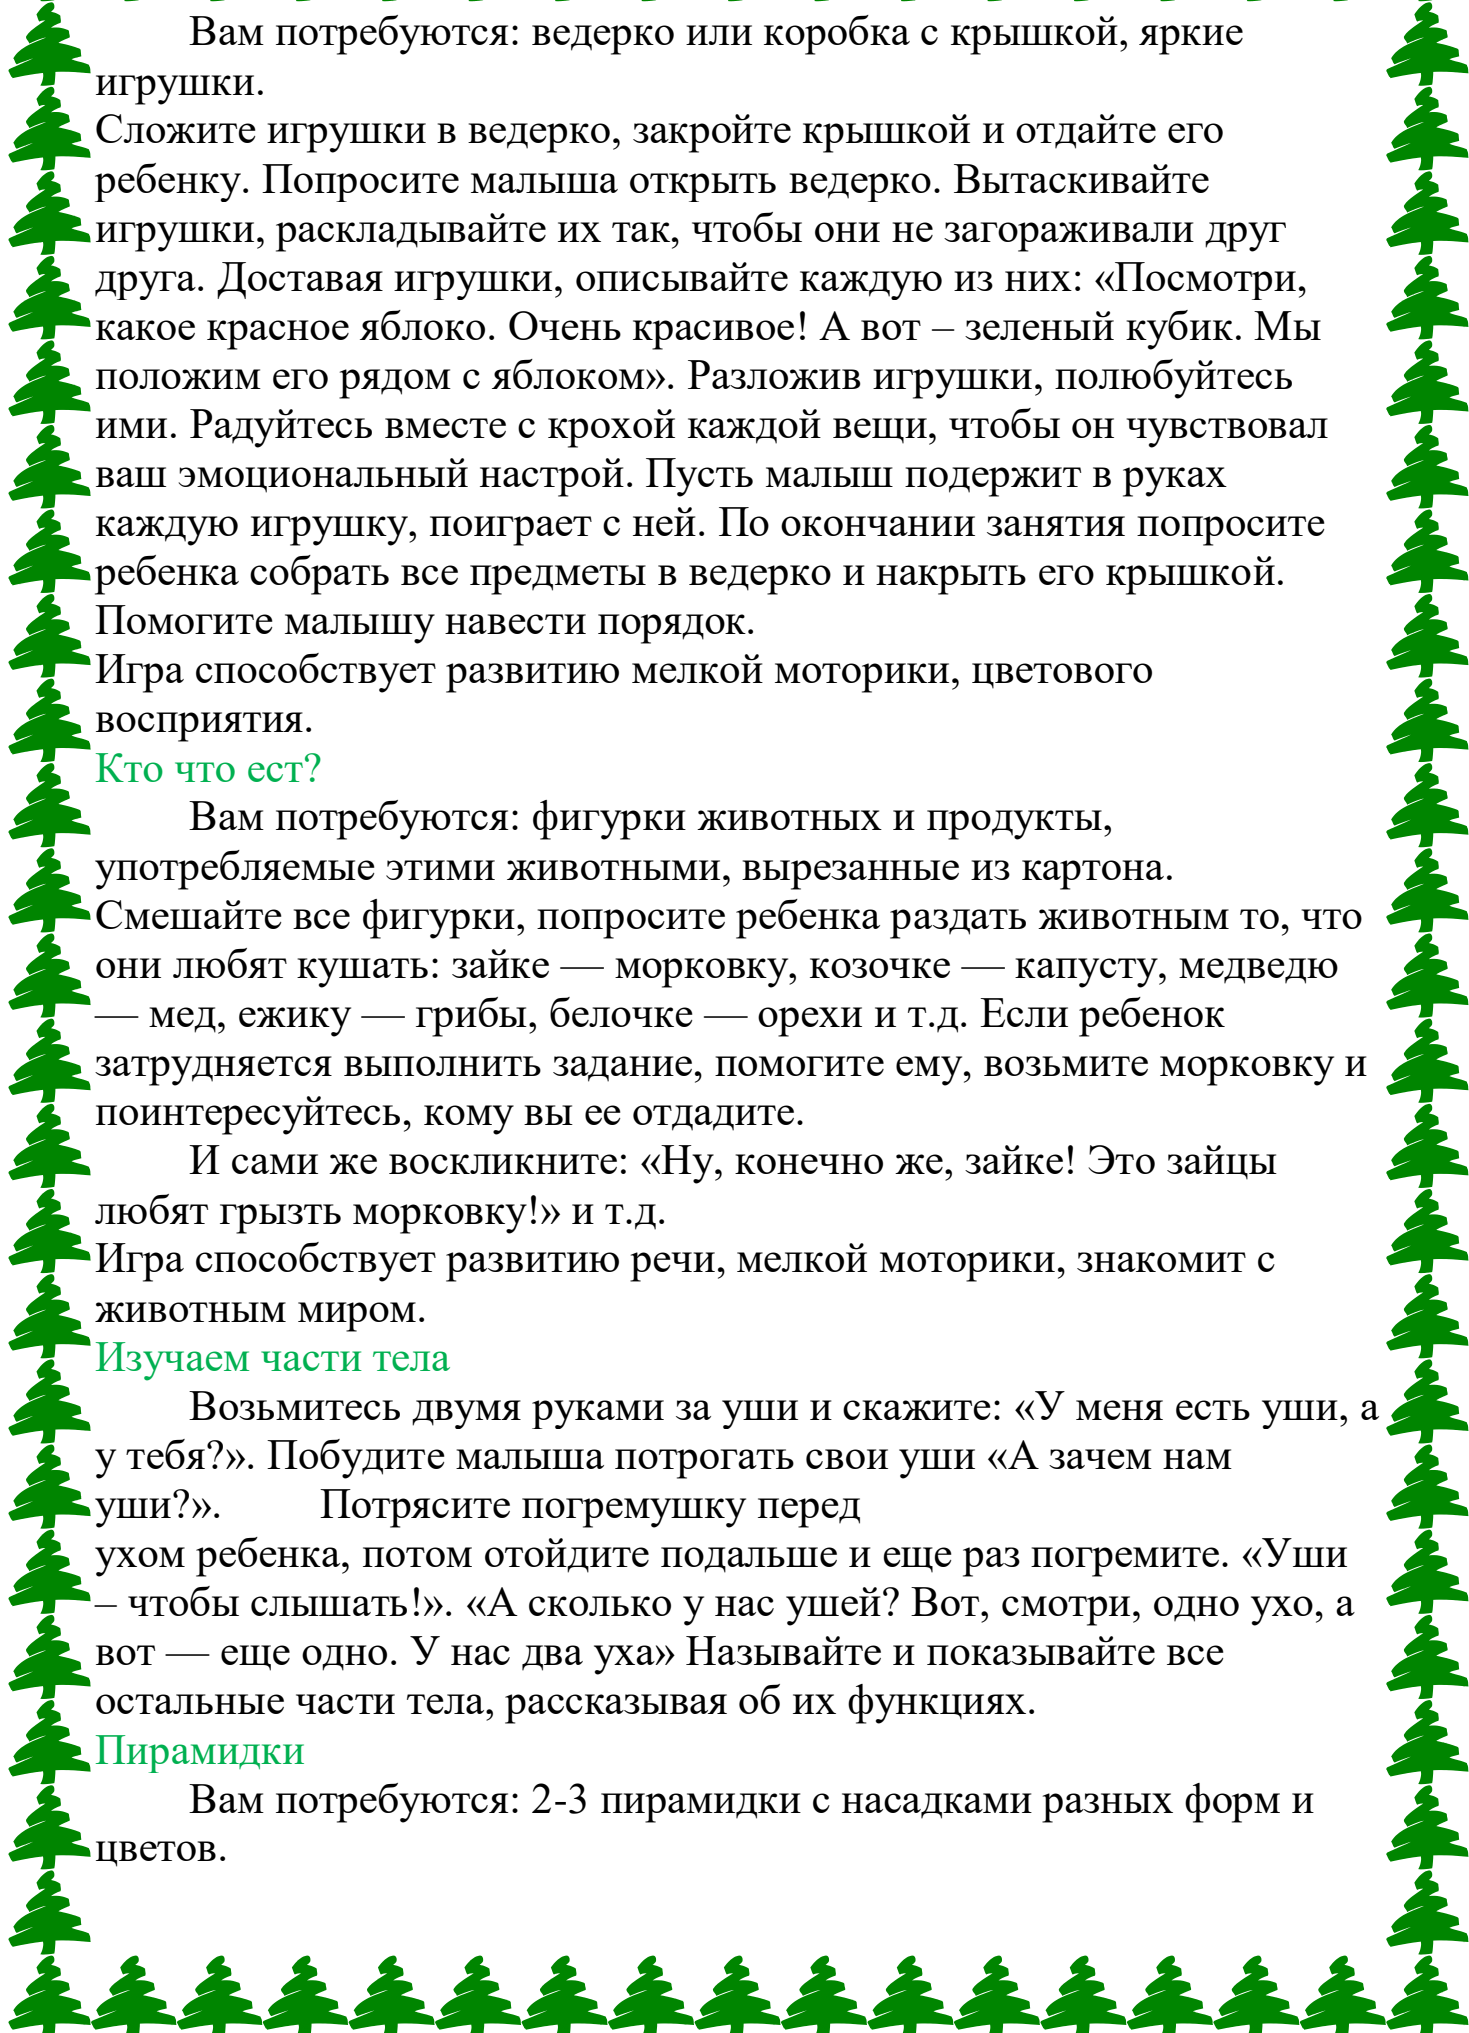 Вам потребуются: ведерко или коробка с крышкой, яркие
игрушки.
Сложите игрушки в ведерко, закройте крышкой и отдайте его
ребенку. Попросите малыша открыть ведерко. Вытаскивайте
игрушки, раскладывайте их так, чтобы они не загораживали друг
друга. Доставая игрушки, описывайте каждую из них: «Посмотри,
какое красное яблоко. Очень красивое! А вот – зеленый кубик. Мы
положим его рядом с яблоком». Разложив игрушки, полюбуйтесь
ими. Радуйтесь вместе с крохой каждой вещи, чтобы он чувствовал
ваш эмоциональный настрой. Пусть малыш подержит в руках
каждую игрушку, поиграет с ней. По окончании занятия попросите
ребенка собрать все предметы в ведерко и накрыть его крышкой.
Помогите малышу навести порядок.
Игра способствует развитию мелкой моторики, цветового
восприятия.
Кто что ест?
Вам потребуются: фигурки животных и продукты,
употребляемые этими животными, вырезанные из картона.
Смешайте все фигурки, попросите ребенка раздать животным то, что
они любят кушать: зайке — морковку, козочке — капусту, медведю
— мед, ежику — грибы, белочке — орехи и т.д. Если ребенок
затрудняется выполнить задание, помогите ему, возьмите морковку и
поинтересуйтесь, кому вы ее отдадите.
И сами же воскликните: «Ну, конечно же, зайке! Это зайцы
любят грызть морковку!» и т.д.
Игра способствует развитию речи, мелкой моторики, знакомит с
животным миром.
Изучаем части тела
Возьмитесь двумя руками за уши и скажите: «У меня есть уши, а
у тебя?». Побудите малыша потрогать свои уши «А зачем нам
уши?». Потрясите погремушку перед
ухом ребенка, потом отойдите подальше и еще раз погремите. «Уши
– чтобы слышать!». «А сколько у нас ушей? Вот, смотри, одно ухо, а
вот — еще одно. У нас два уха» Называйте и показывайте все
остальные части тела, рассказывая об их функциях.
Пирамидки
Вам потребуются: 2-3 пирамидки с насадками разных форм и
цветов.